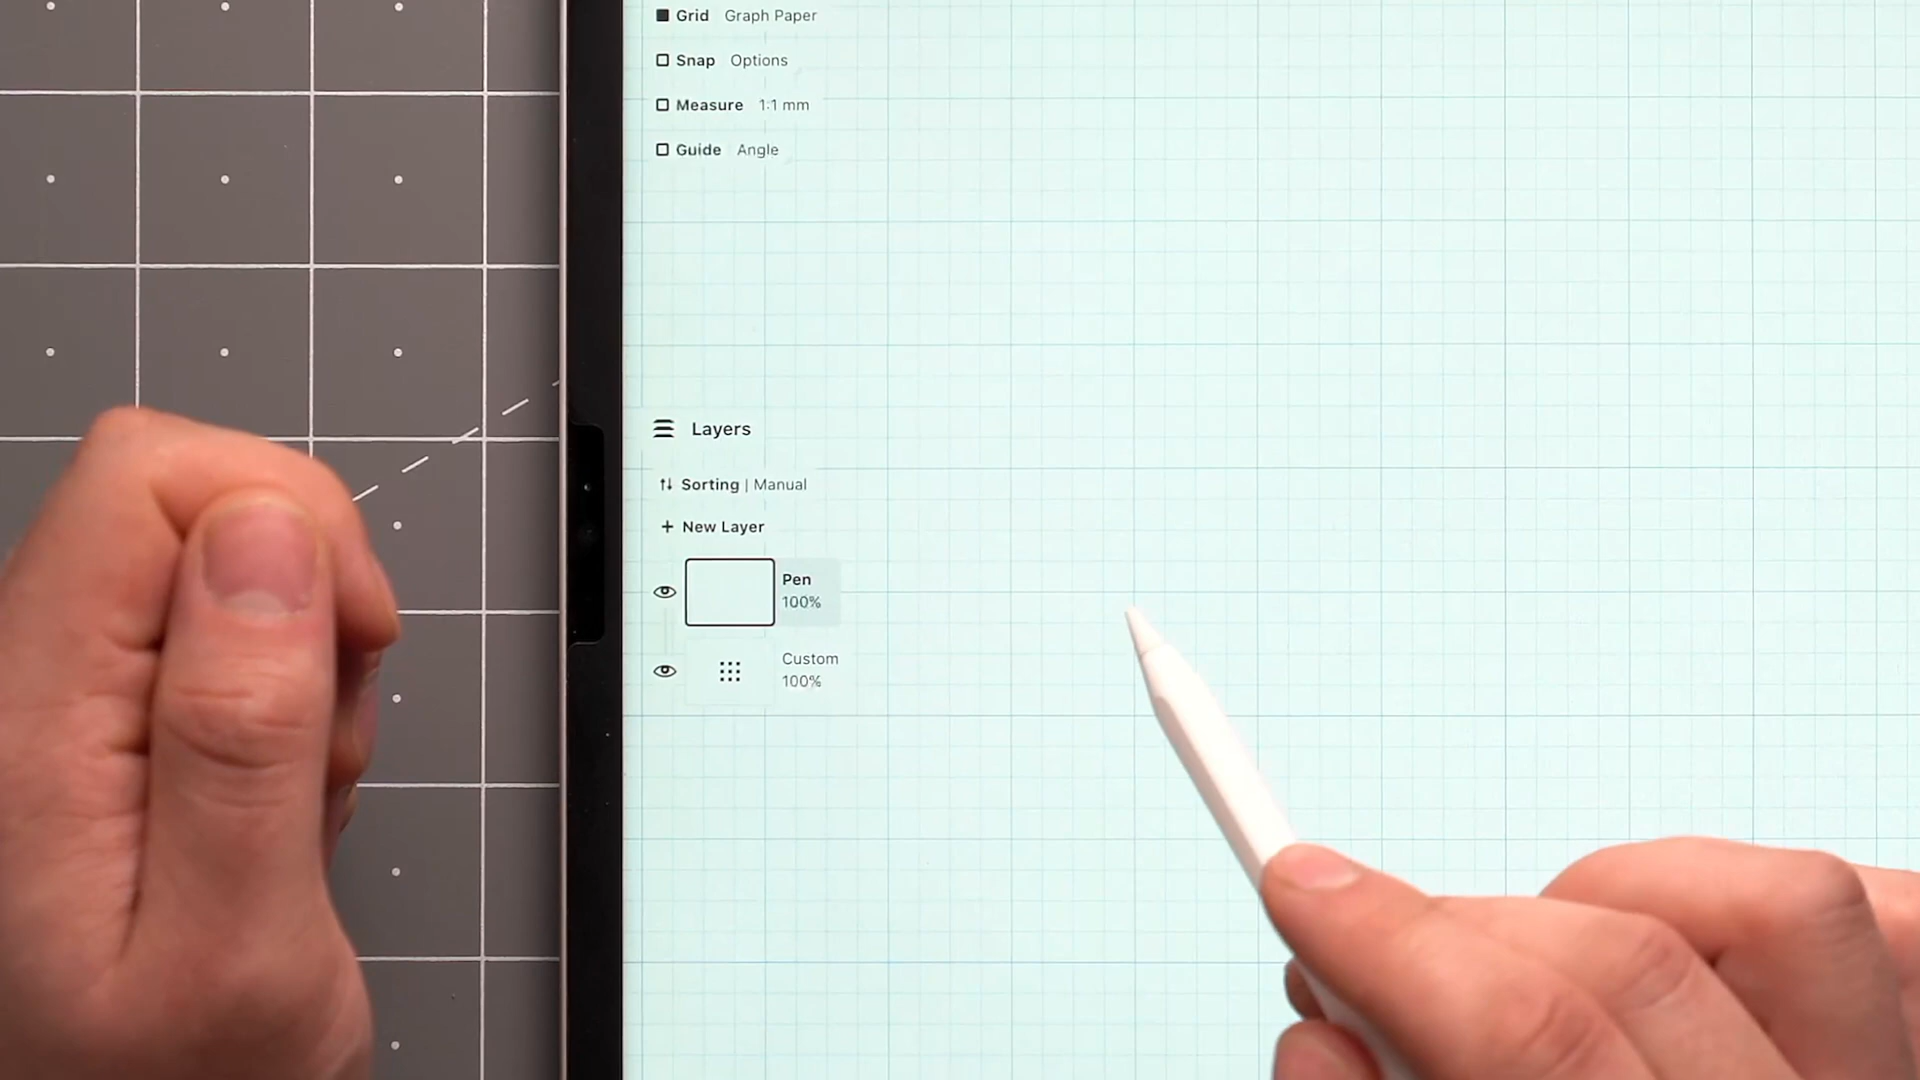 Grid Graph Paper
Snap Options
Measure 1:1 mm
Guide Angle
Layers
Sorting | Manual
+ New Layer
Pen
100%
Custom
100%